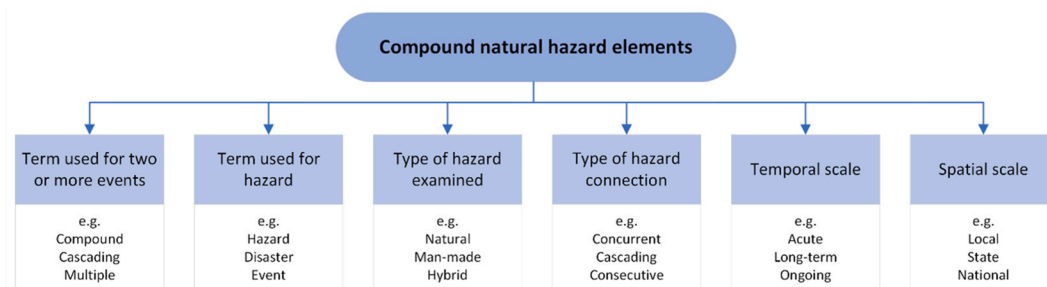 Compound natural hazard elements
Term used for two
or more events
e.g.
Compound
Cascading
Multiple
Term used for
hazard
e.g.
Hazard
Disaster
Event
Type of hazard
examined
e.g.
Natural
Man-made
Hybrid
Type of hazard
connection
e.g.
Concurrent
Cascading
Consecutive
Temporal scale
e.g.
Acute
Long-term
Ongoing
Spatial scale
e.g.
Local
State
National